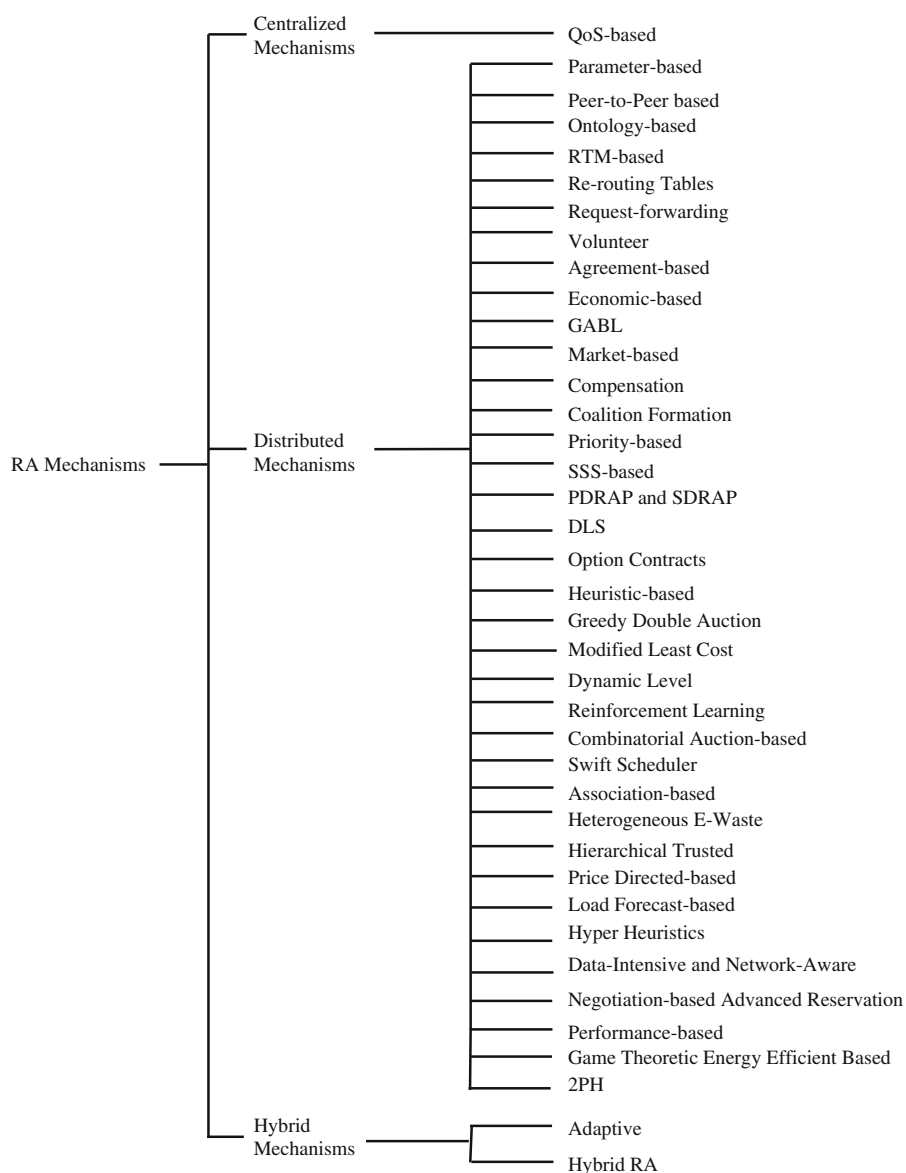 Centralized
Mechanisms
QoS-based
Parameter-based
Peer-to-Peer based
Ontology-based
RTM-based
Re-routing Tables
Request-forwarding
Volunteer
Agreement-based
Economic-based
GABL
Market-based
Compensation
Coalition Formation
Distributed
Mechanisms
Priority-based
RA Mechanisms
SSS-based
PDRAP and SDRAP
DLS
Option Contracts
Heuristic-based
Greedy Double Auction
Modified Least Cost
Dynamic Level
Reinforcement Learning
Combinatorial Auction-based
Swift Scheduler
Association-based
Heterogeneous E-Waste
Hierarchical Trusted
Price Directed-based
Load Forecast-based
Hyper Heuristics
Data-Intensive and Network-Aware
Negotiation-based Advanced Reservation
Performance-based
Game Theoretic Energy Efficient Based
2PH
Hybrid
Mechanisms
Adaptive
Hybrid RA